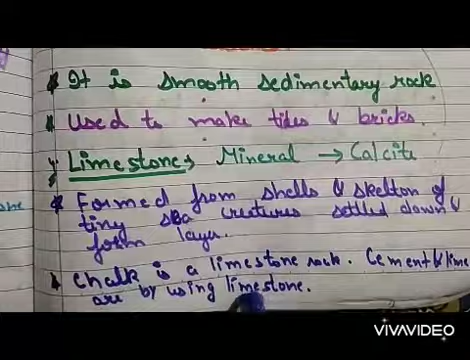 It is smooth sedimentary rock
Used to make tiles & bricks.
Limestone → Mineral → Calcite
Formed from shells & skelton of
tiny sea creatures settled down &
form layer.
Chalk is a limestone rock. Cement & lime
are by using limestone.
VIVAVIDEO